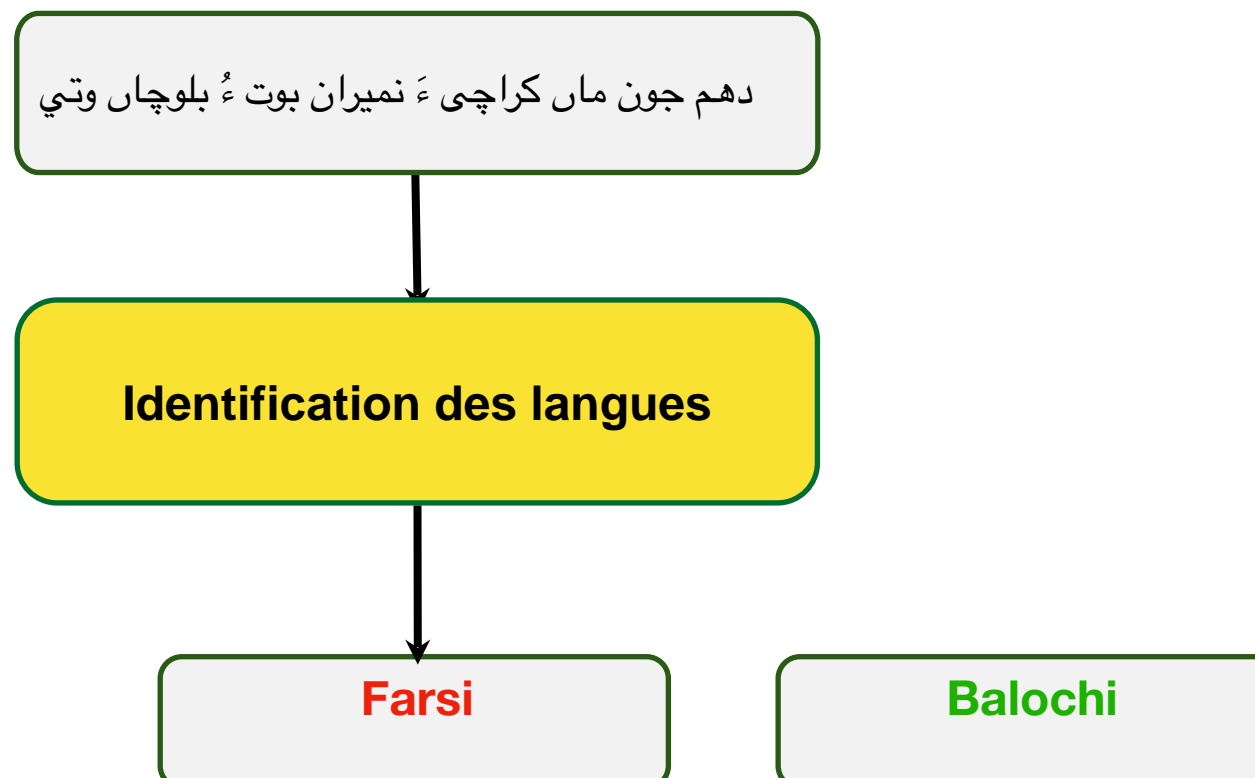 دهم جون ماں کراچی ءَ نمیران بوت ءُ بلوچاں وتي
Identification des langues
Farsi
Balochi